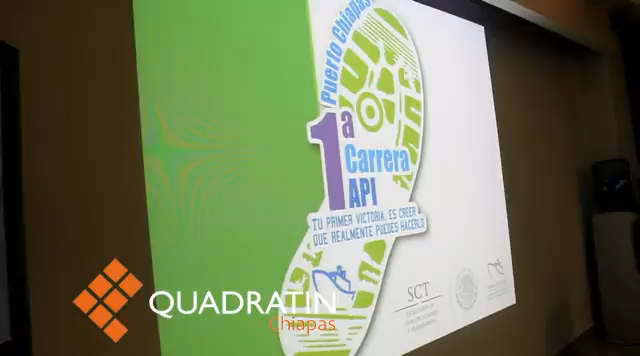 Puerto Chiapas
1ª
Carrera
API
TU PRIMER VICTORIA, ES CREER
QUE REALMENTE PUEDES HACERLO
SCT
QUADRATIN
Chiapas